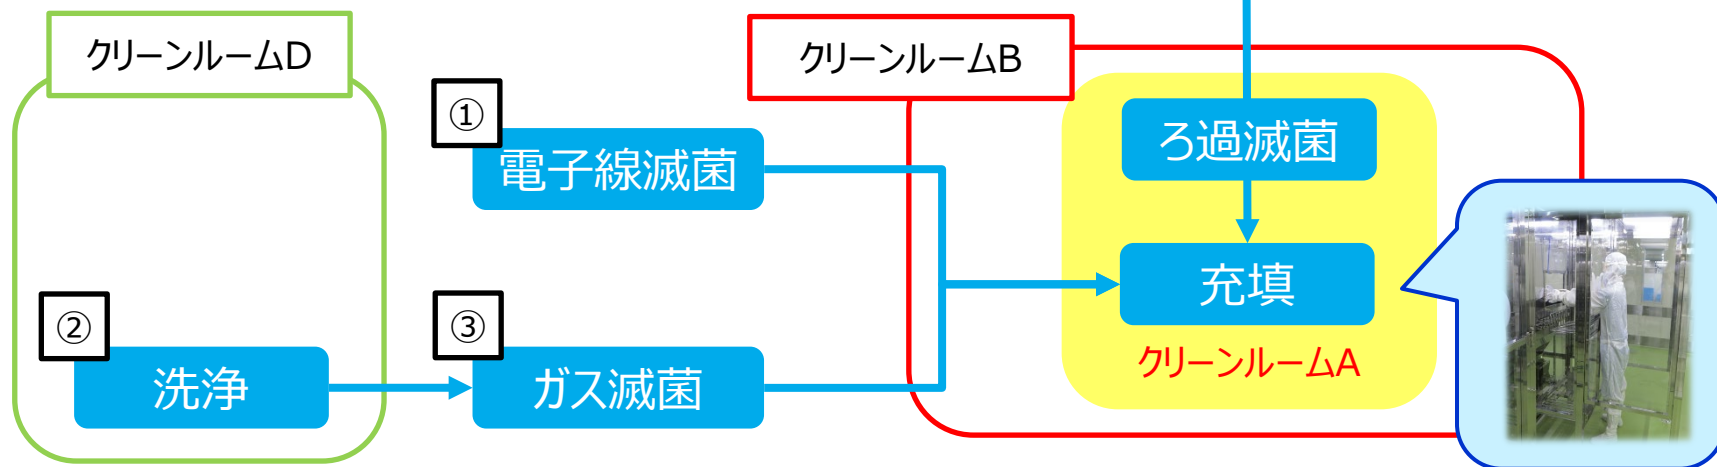 クリーンルームD
クリーンルームB
①
電子線滅菌
ろ過滅菌
充填
クリーンルームA
②
洗浄
③
ガス滅菌